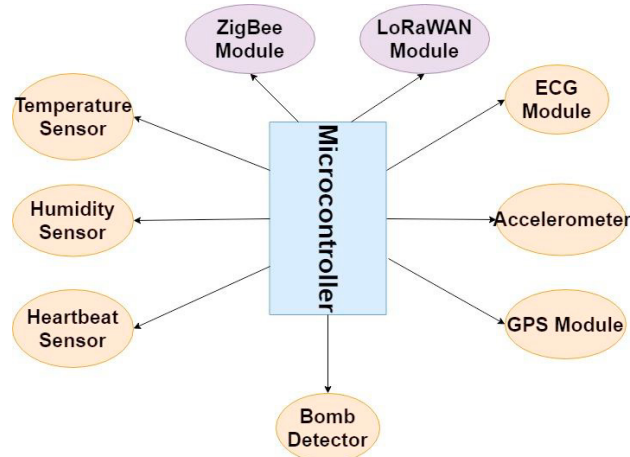 ZigBee
Module
LoRaWAN
Module
Temperature
Sensor
ECG
Module
Microcontroller
Humidity
Sensor
Accelerometer
Heartbeat
Sensor
GPS Module
Bomb
Detector